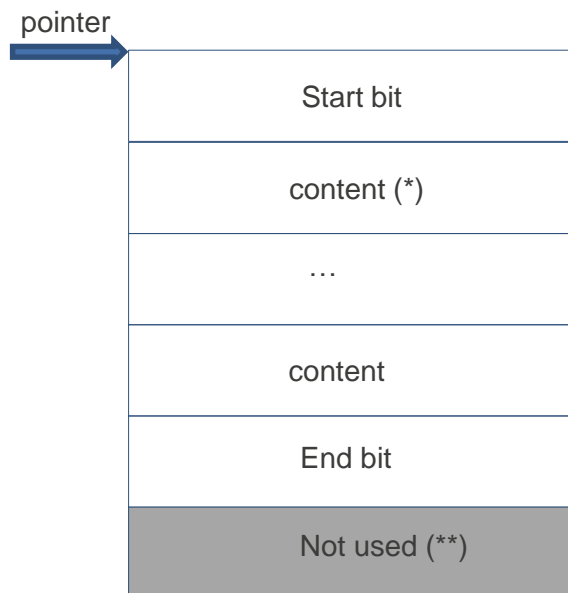 pointer
Start bit
content (*)
…
content
End bit
Not used (**)